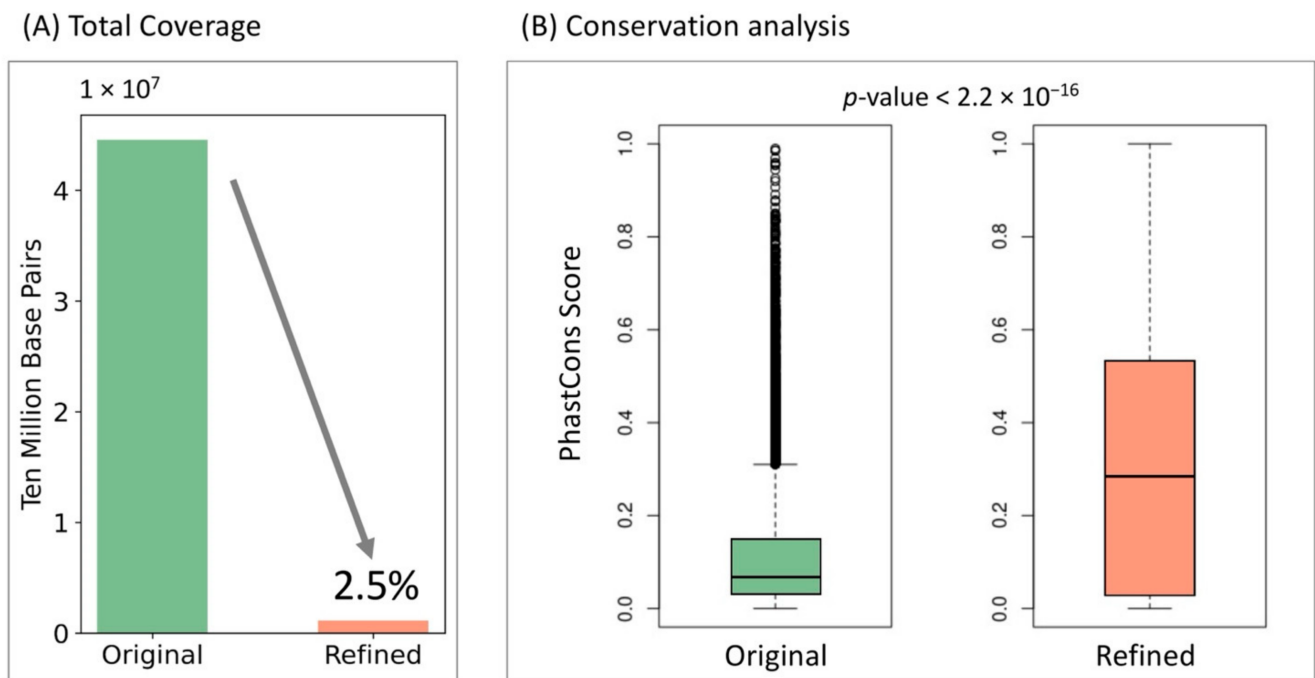 (A) Total Coverage
1 × 10⁷
Ten Million Base Pairs
4
3
2
1
0
2.5%
Original
Refined
(B) Conservation analysis
p-value < 2.2 × 10⁻¹⁶
PhastCons Score
1.0
0.8
0.6
0.4
0.2
0.0
Original
1.0
0.8
0.6
0.4
0.2
0.0
Refined